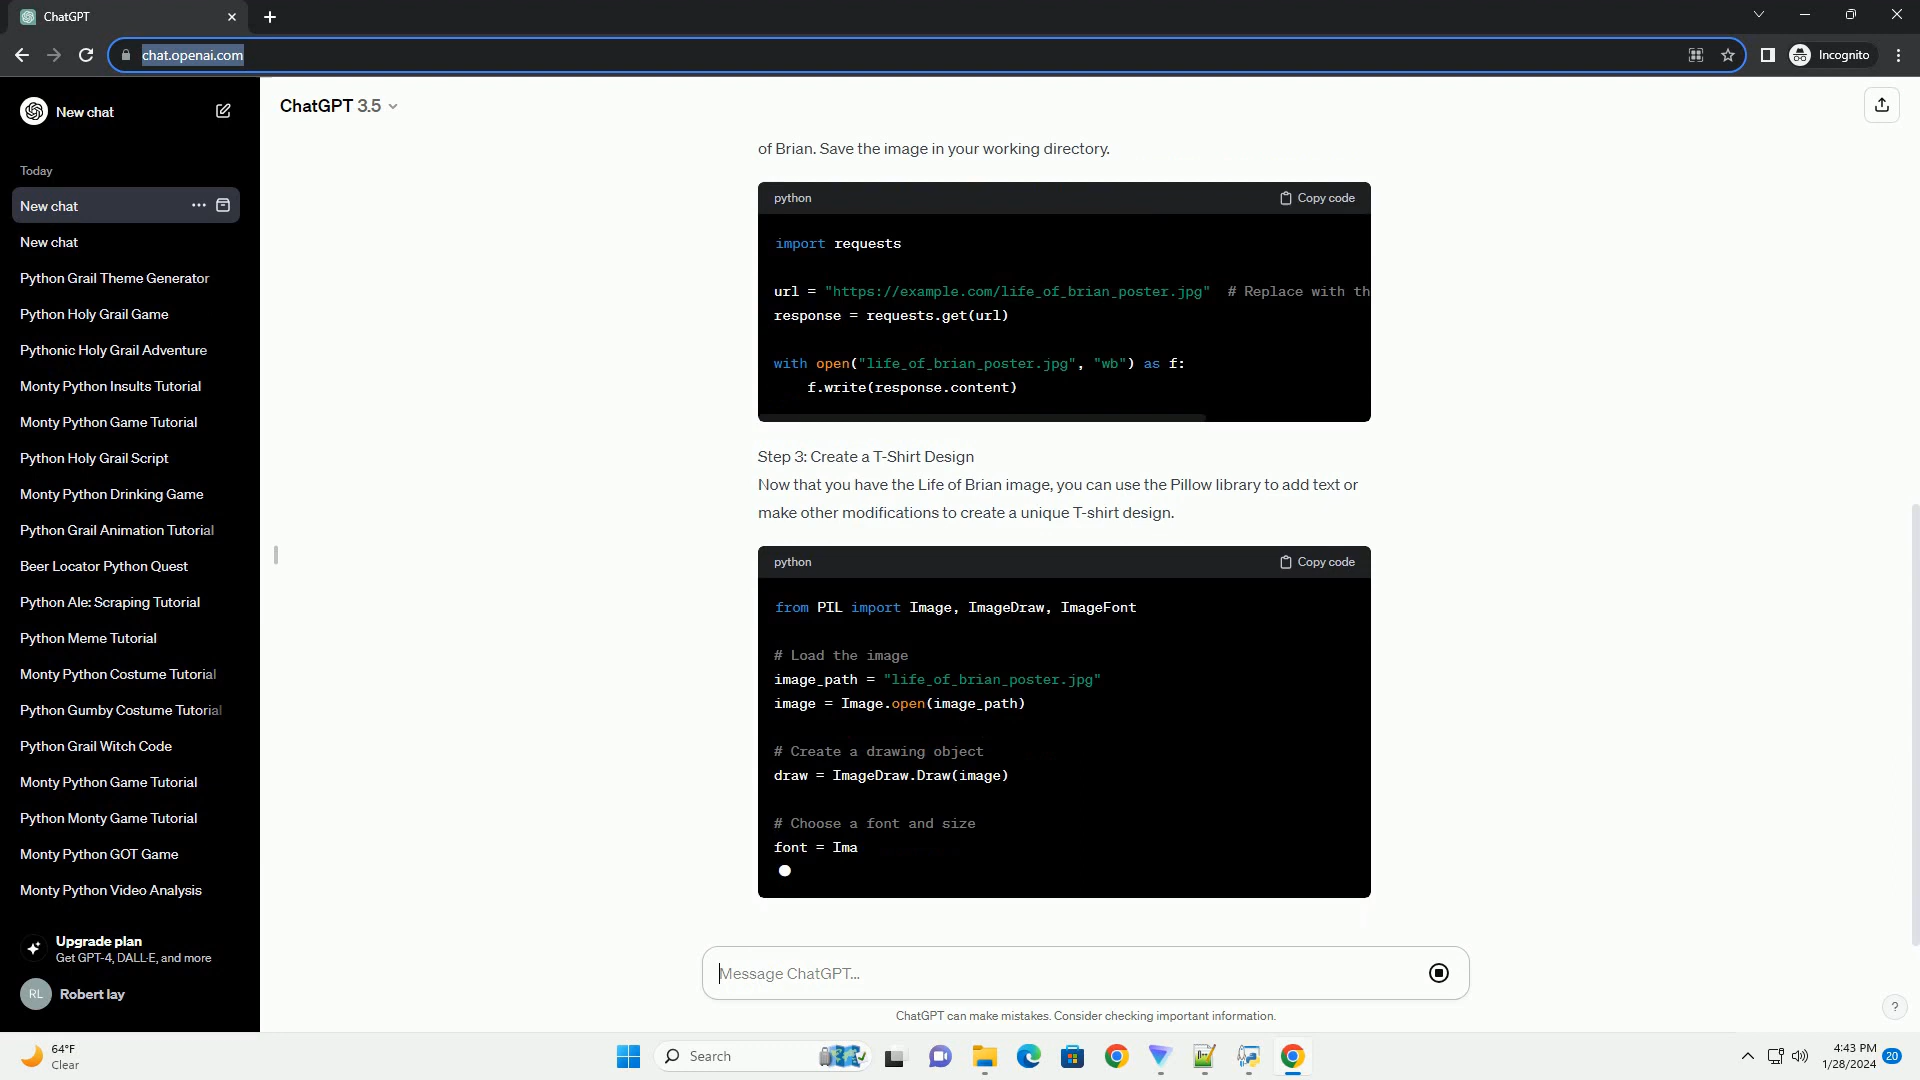 ChatGPT
chat.openai.com
Incognito
New chat
Today
New chat
New chat
Python Grail Theme Generator
Python Holy Grail Game
Pythonic Holy Grail Adventure
Monty Python Insults Tutorial
Monty Python Game Tutorial
Python Holy Grail Script
Monty Python Drinking Game
Python Grail Animation Tutorial
Beer Locator Python Quest
Python Ale: Scraping Tutorial
Python Meme Tutorial
Monty Python Costume Tutorial
Python Gumby Costume Tutorial
Python Grail Witch Code
Monty Python Game Tutorial
Python Monty Game Tutorial
Monty Python GOT Game
Monty Python Video Analysis
Upgrade plan
Get GPT-4, DALL·E, and more
RL Robert lay
ChatGPT 3.5
of Brian. Save the image in your working directory.
python Copy code
import requests
url = "https://example.com/life_of_brian_poster.jpg"  # Replace with th
response = requests.get(url)
with open("life_of_brian_poster.jpg", "wb") as f:
    f.write(response.content)
Step 3: Create a T-Shirt Design
Now that you have the Life of Brian image, you can use the Pillow library to add text or
make other modifications to create a unique T-shirt design.
python Copy code
from PIL import Image, ImageDraw, ImageFont
# Load the image
image_path = "life_of_brian_poster.jpg"
image = Image.open(image_path)
# Create a drawing object
draw = ImageDraw.Draw(image)
# Choose a font and size
font = Ima
Message ChatGPT...
ChatGPT can make mistakes. Consider checking important information.
?
64°F
Clear
Search
4:43 PM
1/28/2024
20